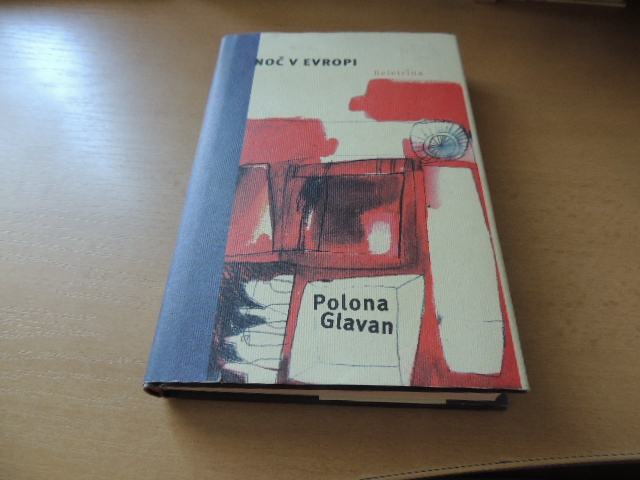 NOČ V EVROPI
Beletrina
Polona
Glavan